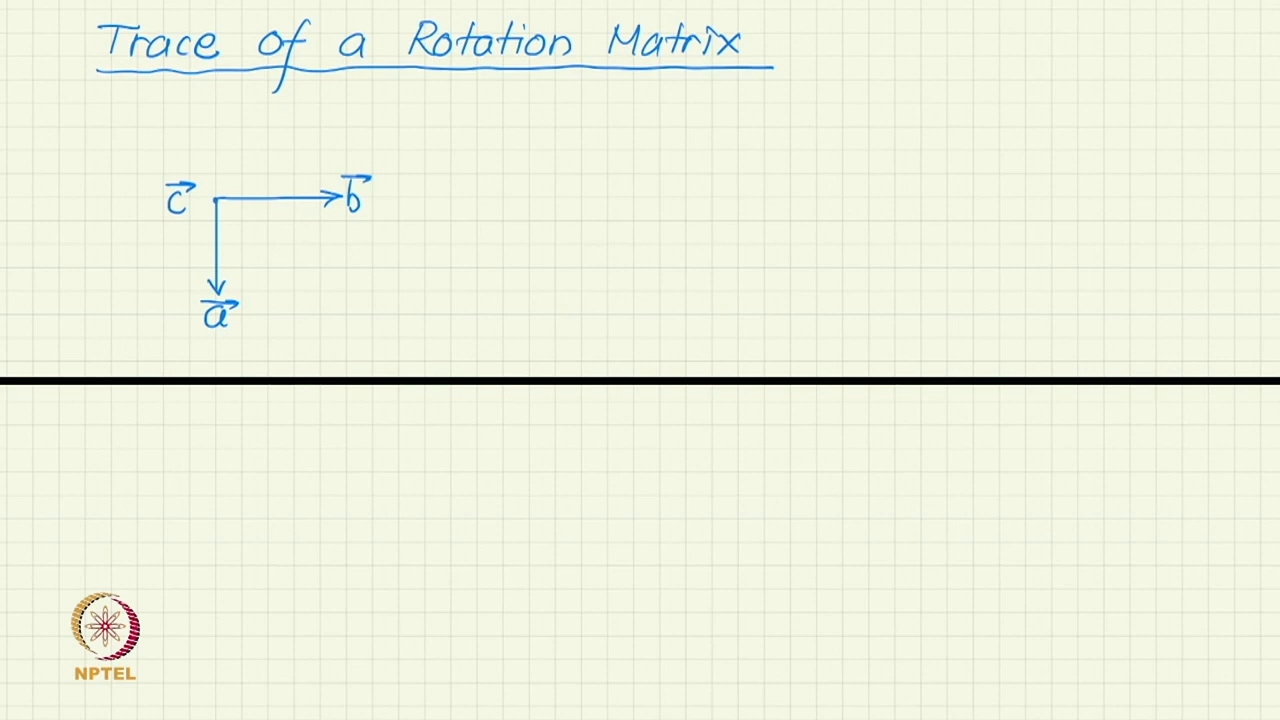 Trace of a Rotation Matrix
c⃗ b⃗
a⃗
NPTEL